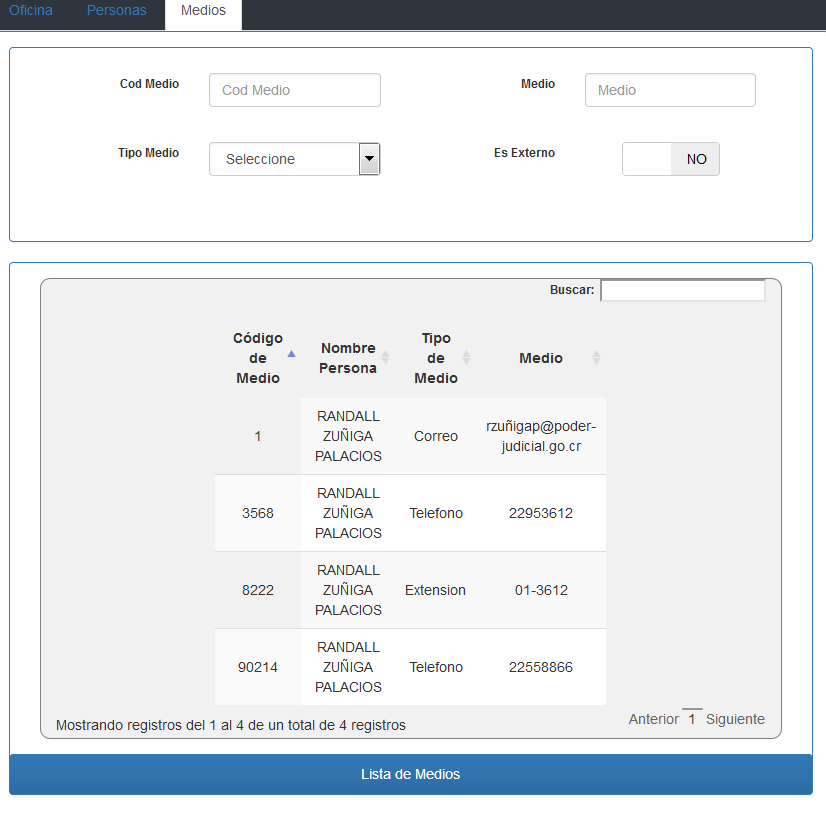 Oficina Personas Medios
Cod Medio Cod Medio Medio Medio
Tipo Medio Seleccione Es Externo NO
Buscar:
Código de Medio Nombre Persona Tipo de Medio Medio
1 RANDALL ZUÑIGA PALACIOS Correo rzuñigap@poder-judicial.go.cr
3568 RANDALL ZUÑIGA PALACIOS Telefono 22953612
8222 RANDALL ZUÑIGA PALACIOS Extension 01-3612
90214 RANDALL ZUÑIGA PALACIOS Telefono 22558866
Mostrando registros del 1 al 4 de un total de 4 registros Anterior 1 Siguiente
Lista de Medios